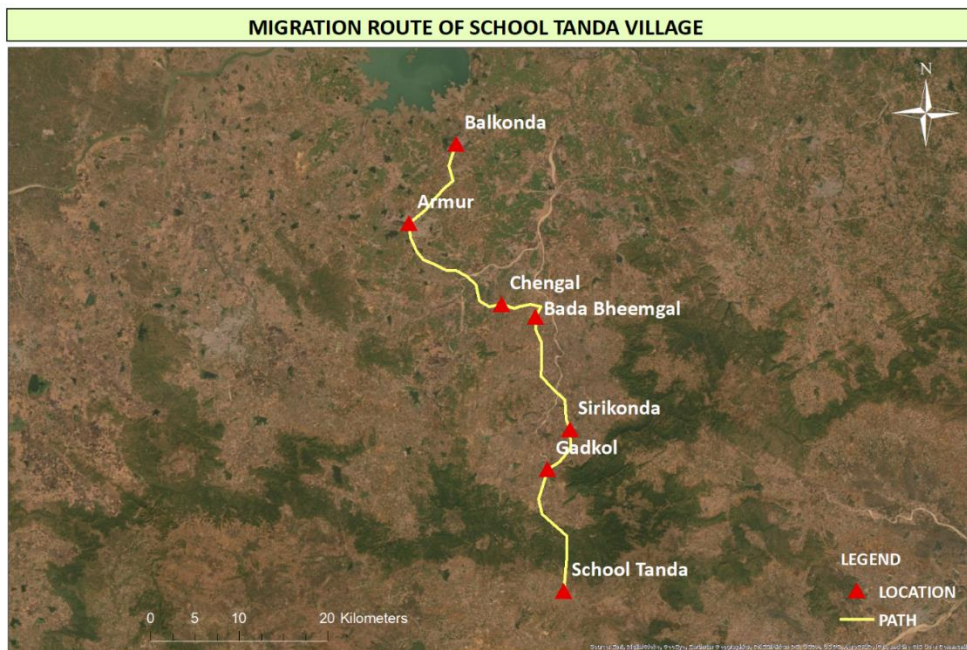 MIGRATION ROUTE OF SCHOOL TANDA VILLAGE
N
Balkonda
Armur
Chengal
Bada Bheemgal
Sirikonda
Gadkol
School Tanda
LEGEND
LOCATION
PATH
0 5 10 20 Kilometers